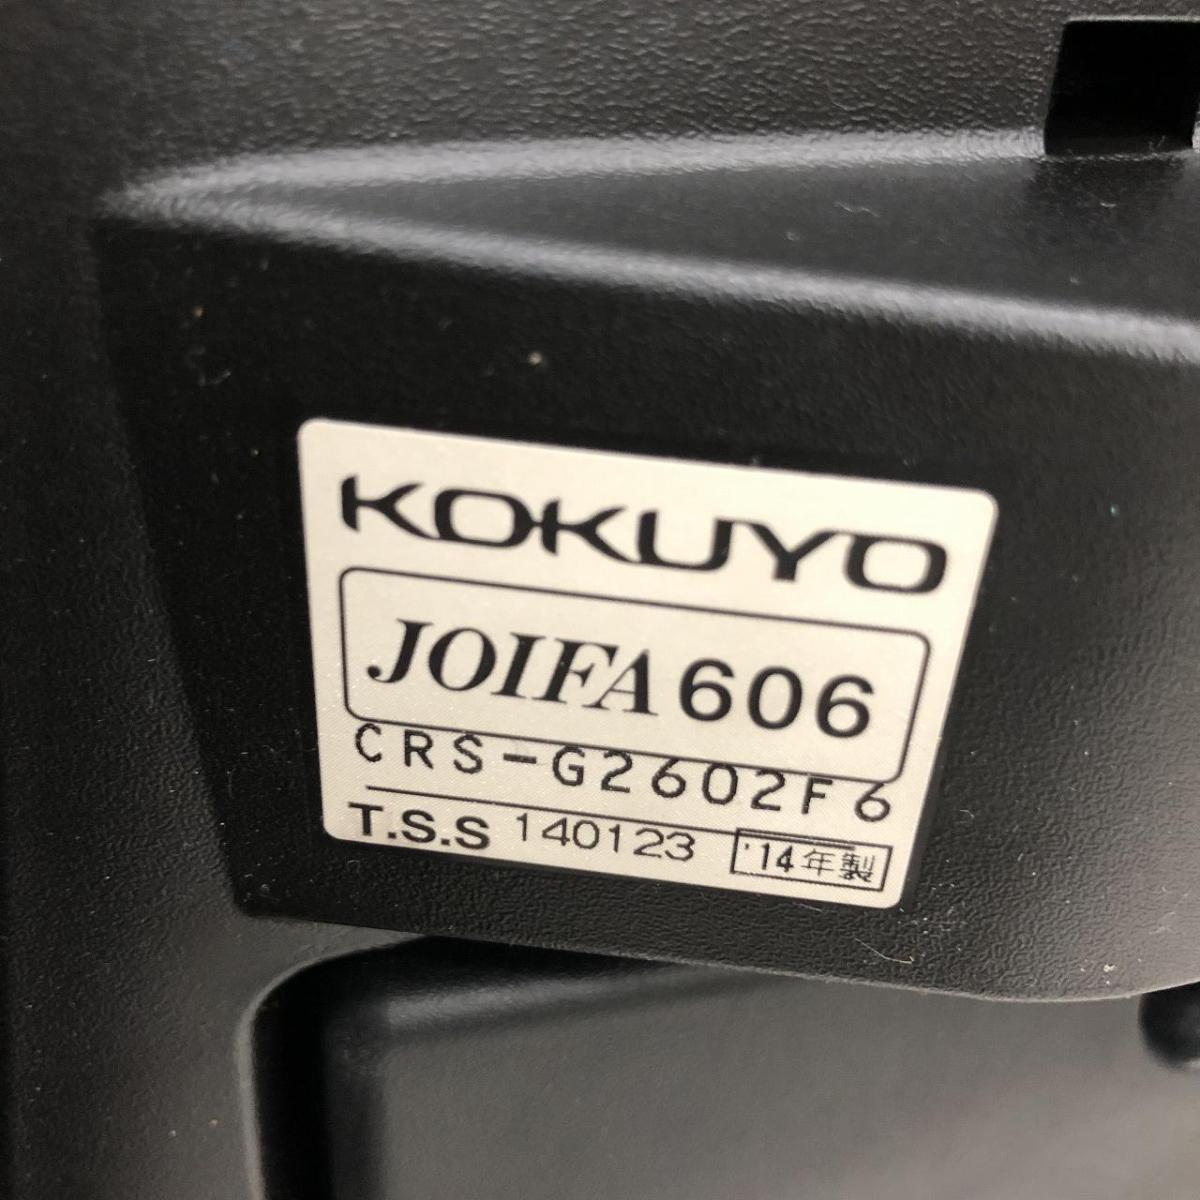 KOKUYO
JOIFA 606
CRS-G2602F6
T.S.S 140123 '14年製